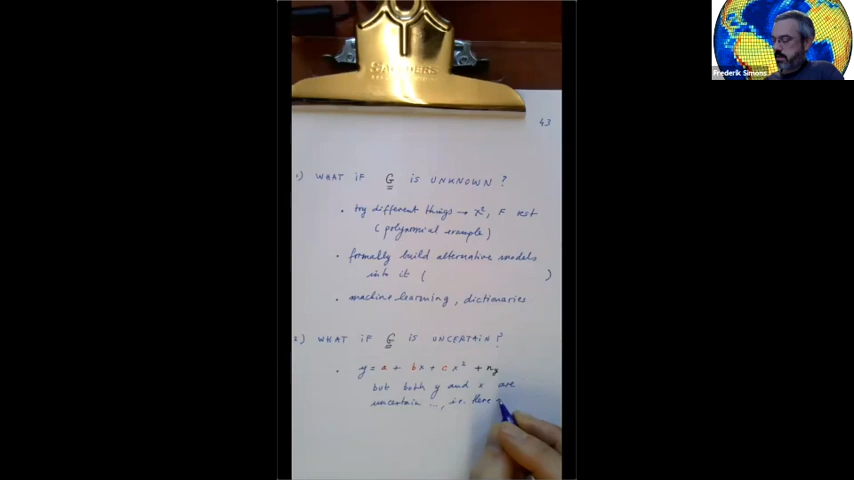 SAUNDERS
Frederik Simons
43
1) WHAT IF G IS UNKNOWN?
• try different things → χ², F test
(polynomial example)
• formally build alternative models
into it ( )
• machine learning, dictionaries
2) WHAT IF G IS UNCERTAIN?
• y = a + bx + cx² + ny
but both y and x are
uncertain ..., i.e. there